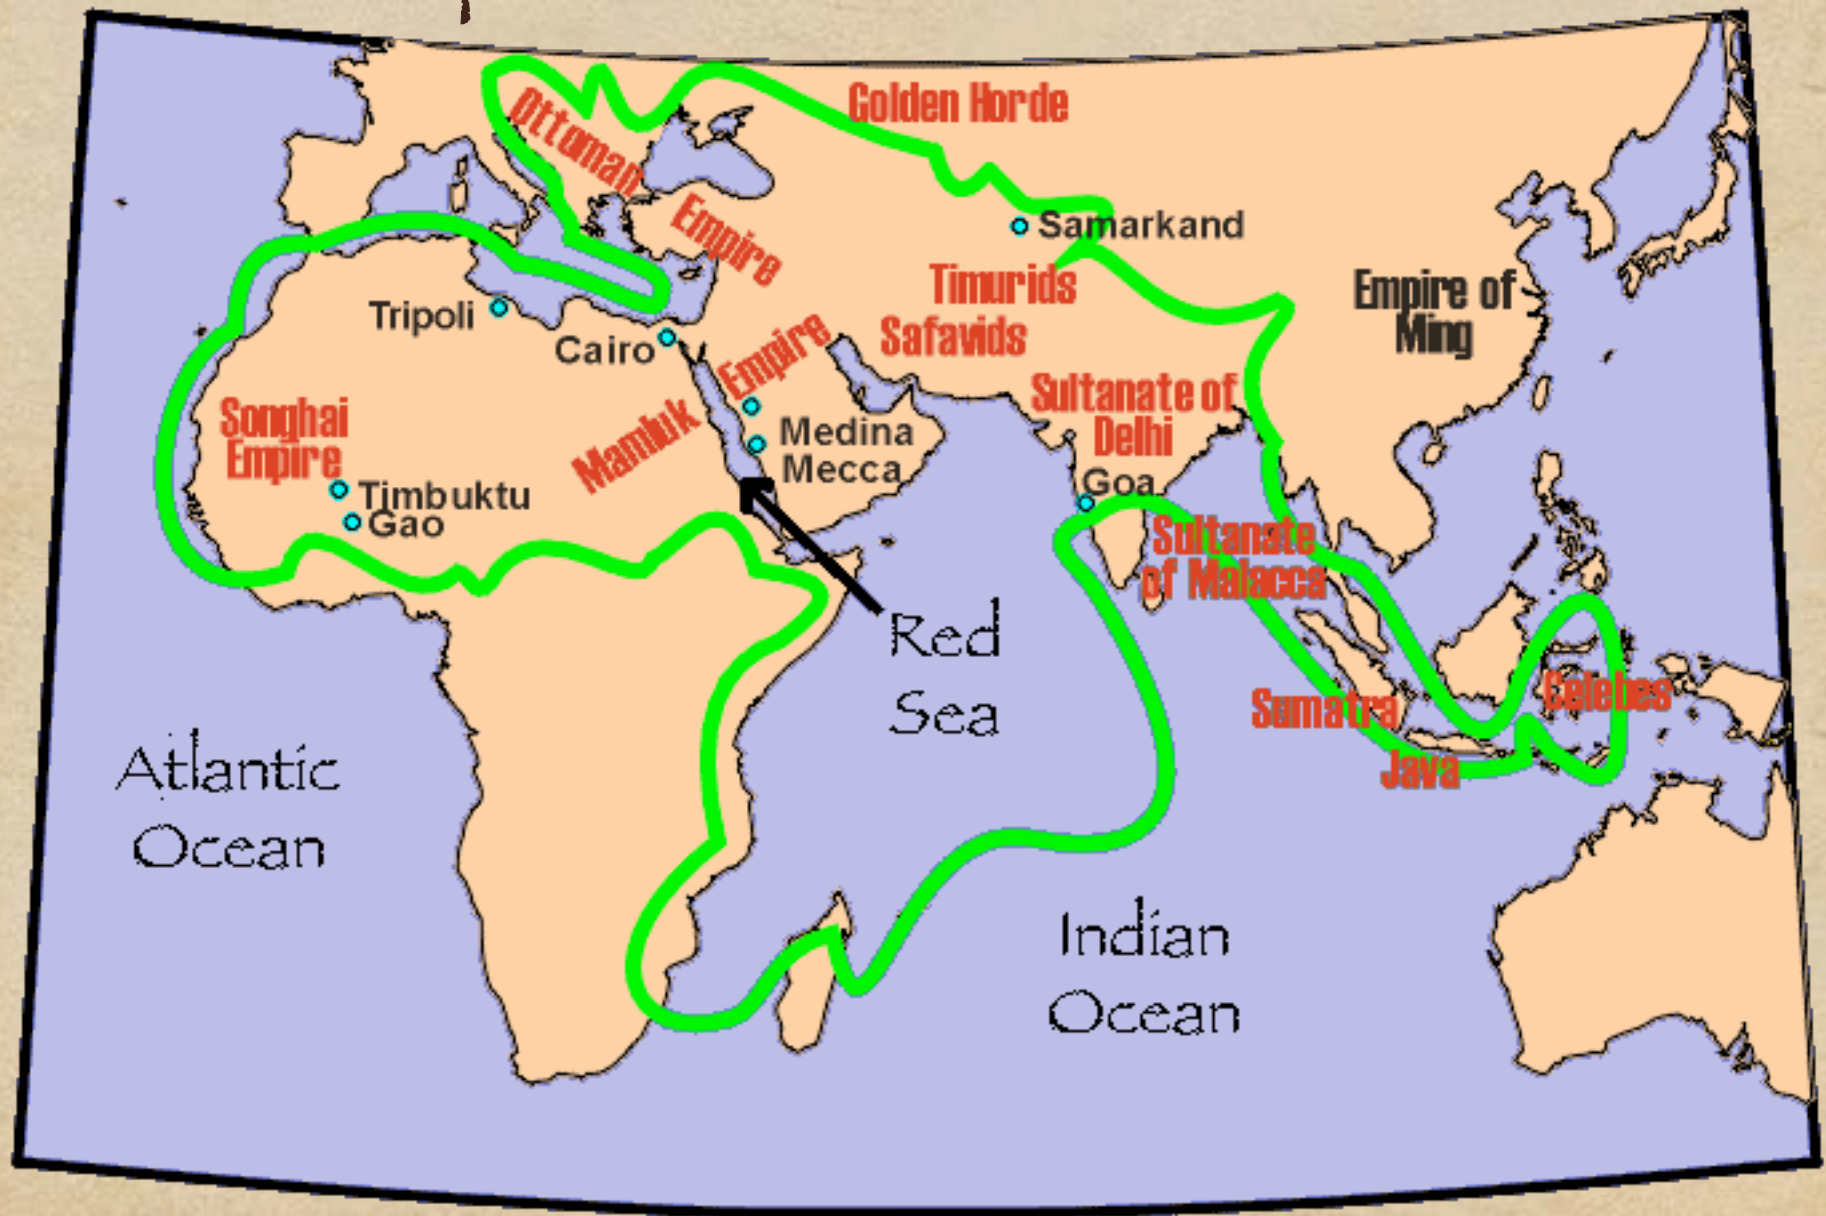 Golden Horde
Ottoman
Empire
Samarkand
Timurids
Safavids
Empire of
Ming
Tripoli
Cairo
Empire
Mamluk
Sultanate of
Delhi
Songhai
Empire
Medina
Mecca
Timbuktu
Gao
Goa
Sultanate
of Malacca
Red
Sea
Sumatra
Celebes
Java
Atlantic
Ocean
Indian
Ocean